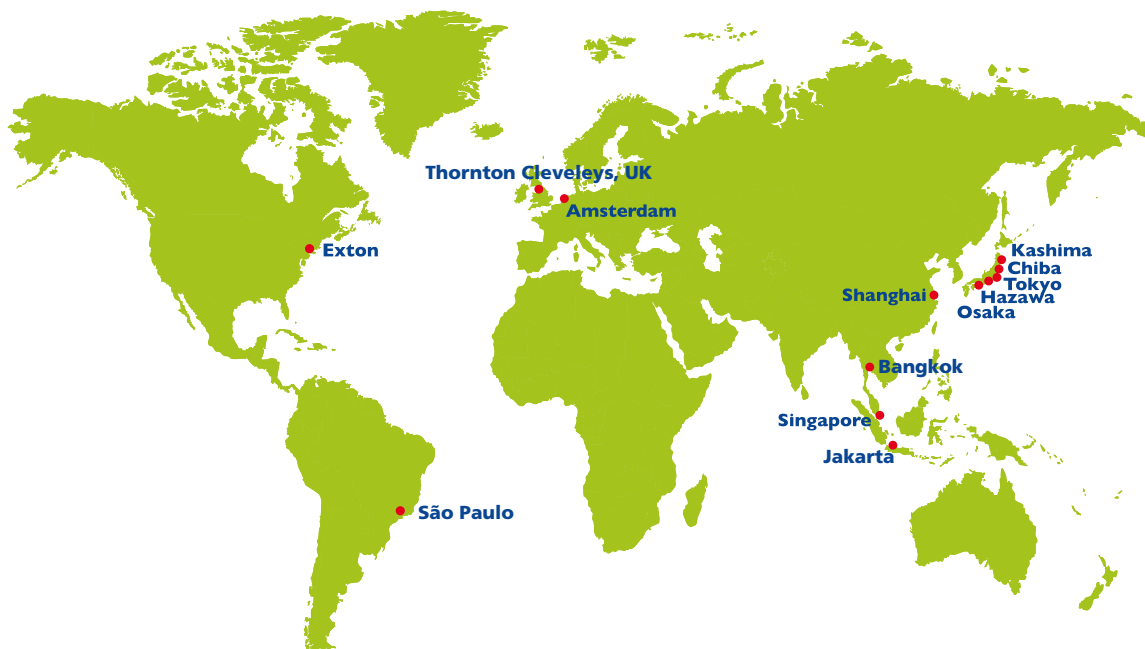 Thornton Cleveleys, UK
Amsterdam
Exton
Kashima
Chiba
Tokyo
Hazawa
Osaka
Shanghai
Bangkok
Singapore
Jakarta
São Paulo